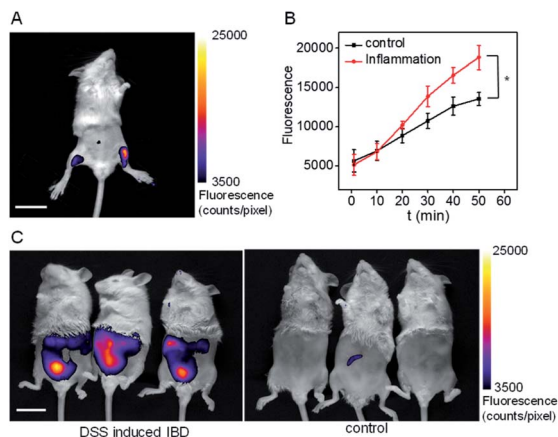 A
25000
3500
Fluorescence
(counts/pixel)
B
Fluorescence
20000
15000
10000
5000
control
Inflammation
*
0 10 20 30 40 50 60
t (min)
C
DSS induced IBD
control
25000
3500
Fluorescence
(counts/pixel)